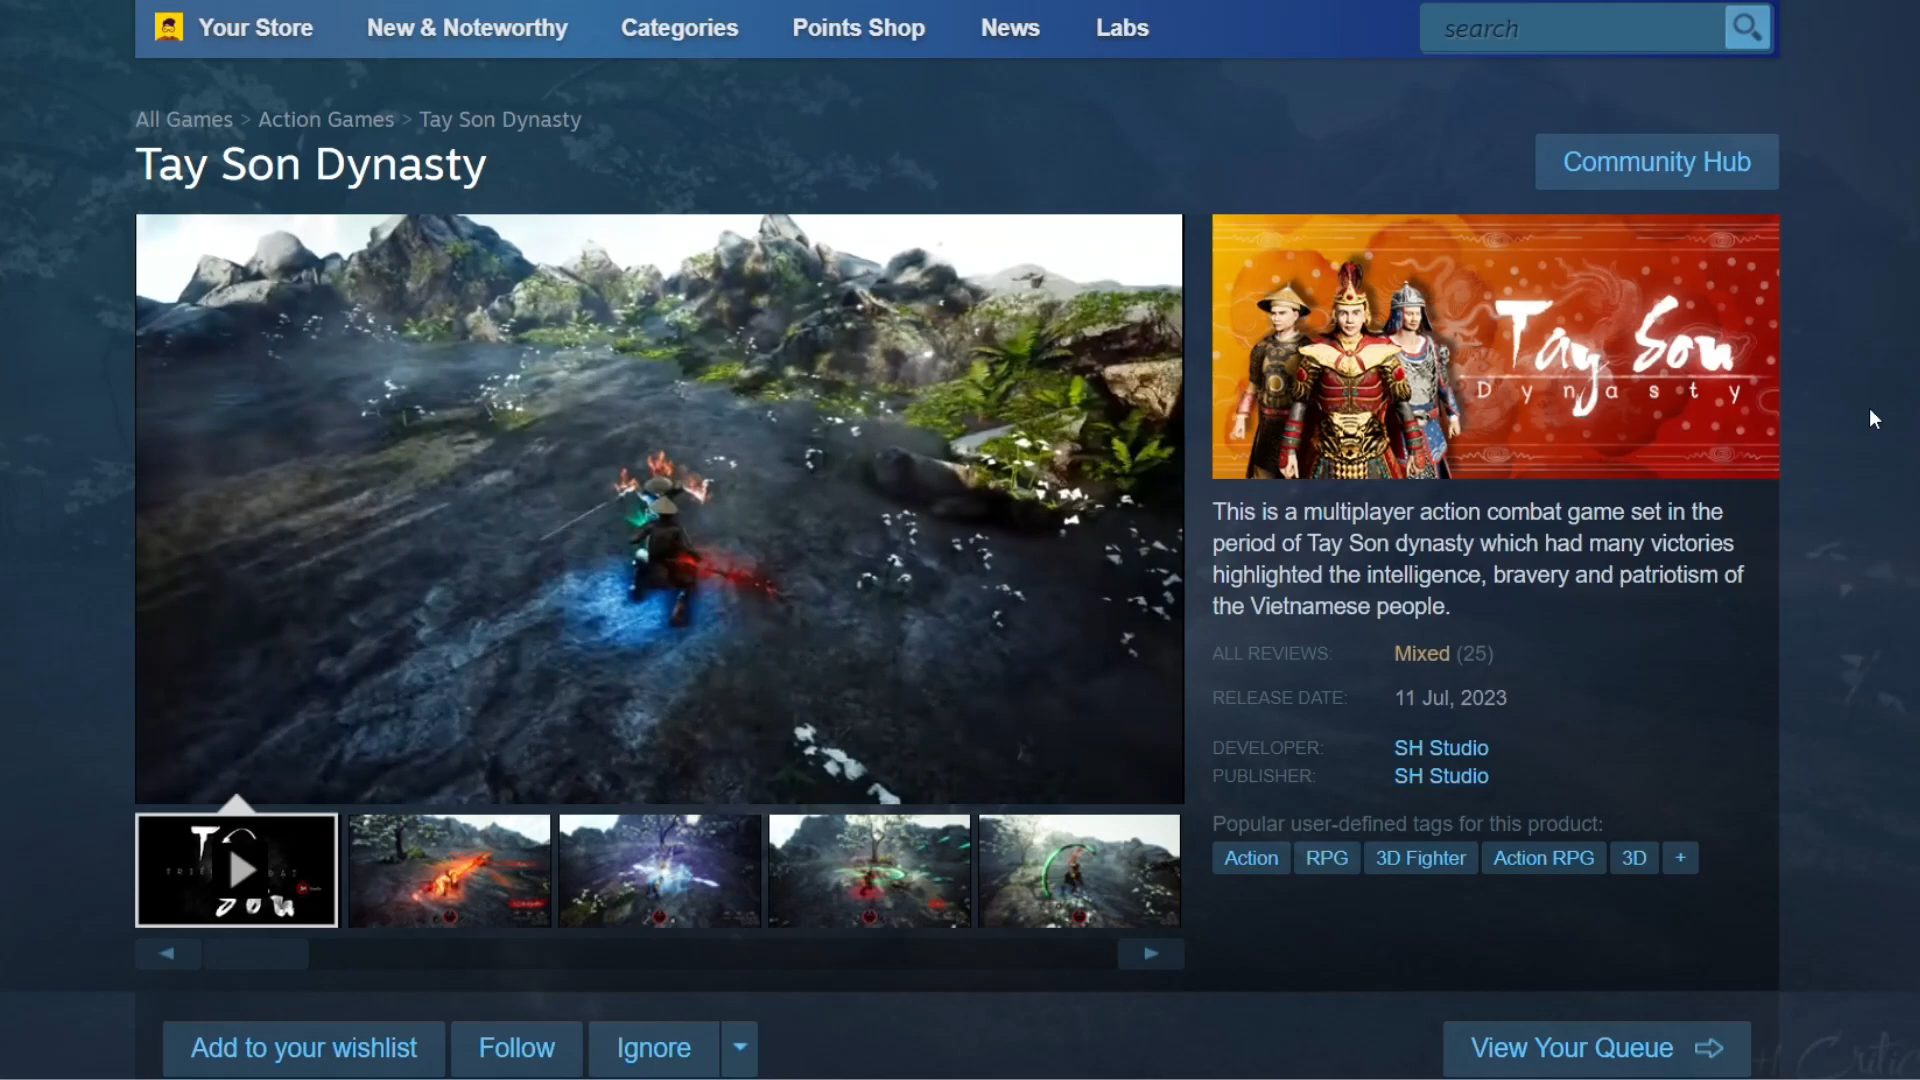 Your Store New & Noteworthy Categories Points Shop News Labs search
All Games > Action Games > Tay Son Dynasty
Tay Son Dynasty
Community Hub
Tay Son
Dynasty
This is a multiplayer action combat game set in the
period of Tay Son dynasty which had many victories
highlighted the intelligence, bravery and patriotism of
the Vietnamese people.
ALL REVIEWS: Mixed (25)
RELEASE DATE: 11 Jul, 2023
DEVELOPER: SH Studio
PUBLISHER: SH Studio
Popular user-defined tags for this product:
Action RPG 3D Fighter Action RPG 3D +
Add to your wishlist Follow Ignore View Your Queue